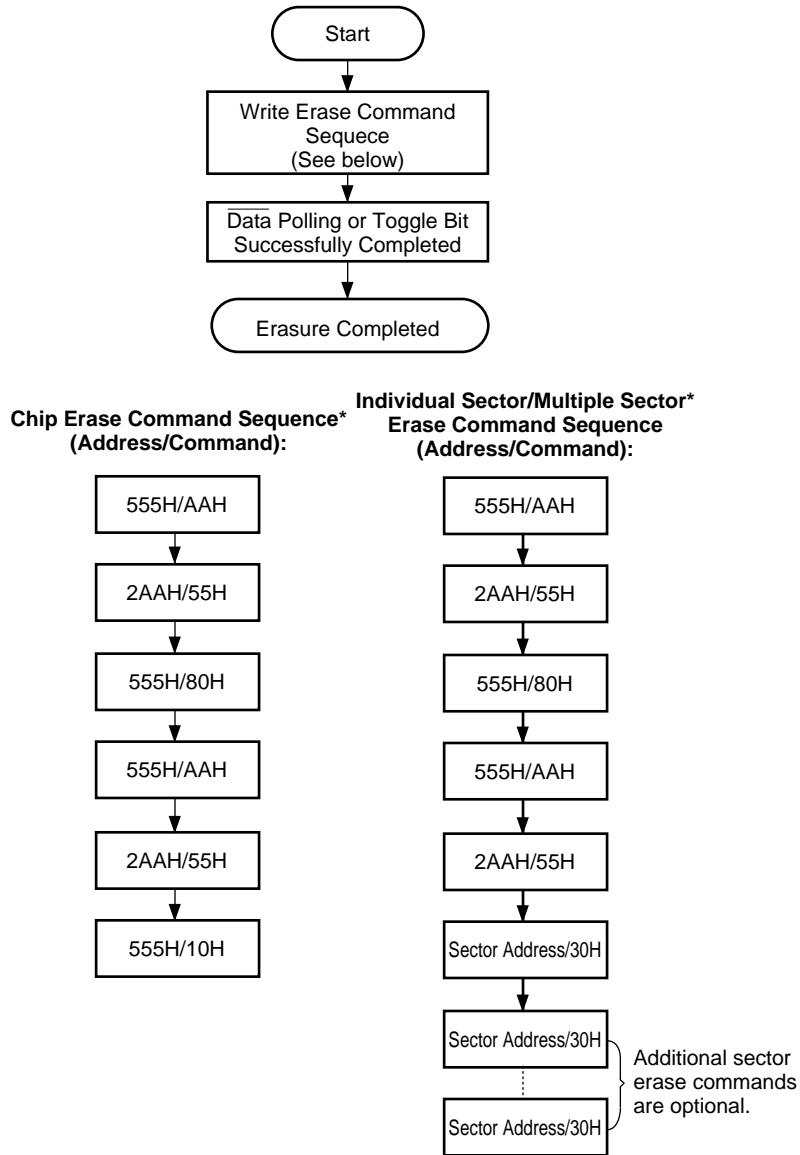 Start
Write Erase Command
Sequece
(See below)
Data Polling or Toggle Bit
Successfully Completed
Erasure Completed
Chip Erase Command Sequence*
(Address/Command):
555H/AAH
2AAH/55H
555H/80H
555H/AAH
2AAH/55H
555H/10H
Individual Sector/Multiple Sector*
Erase Command Sequence
(Address/Command):
555H/AAH
2AAH/55H
555H/80H
555H/AAH
2AAH/55H
Sector Address/30H
Sector Address/30H
Sector Address/30H
Additional sector
erase commands
are optional.